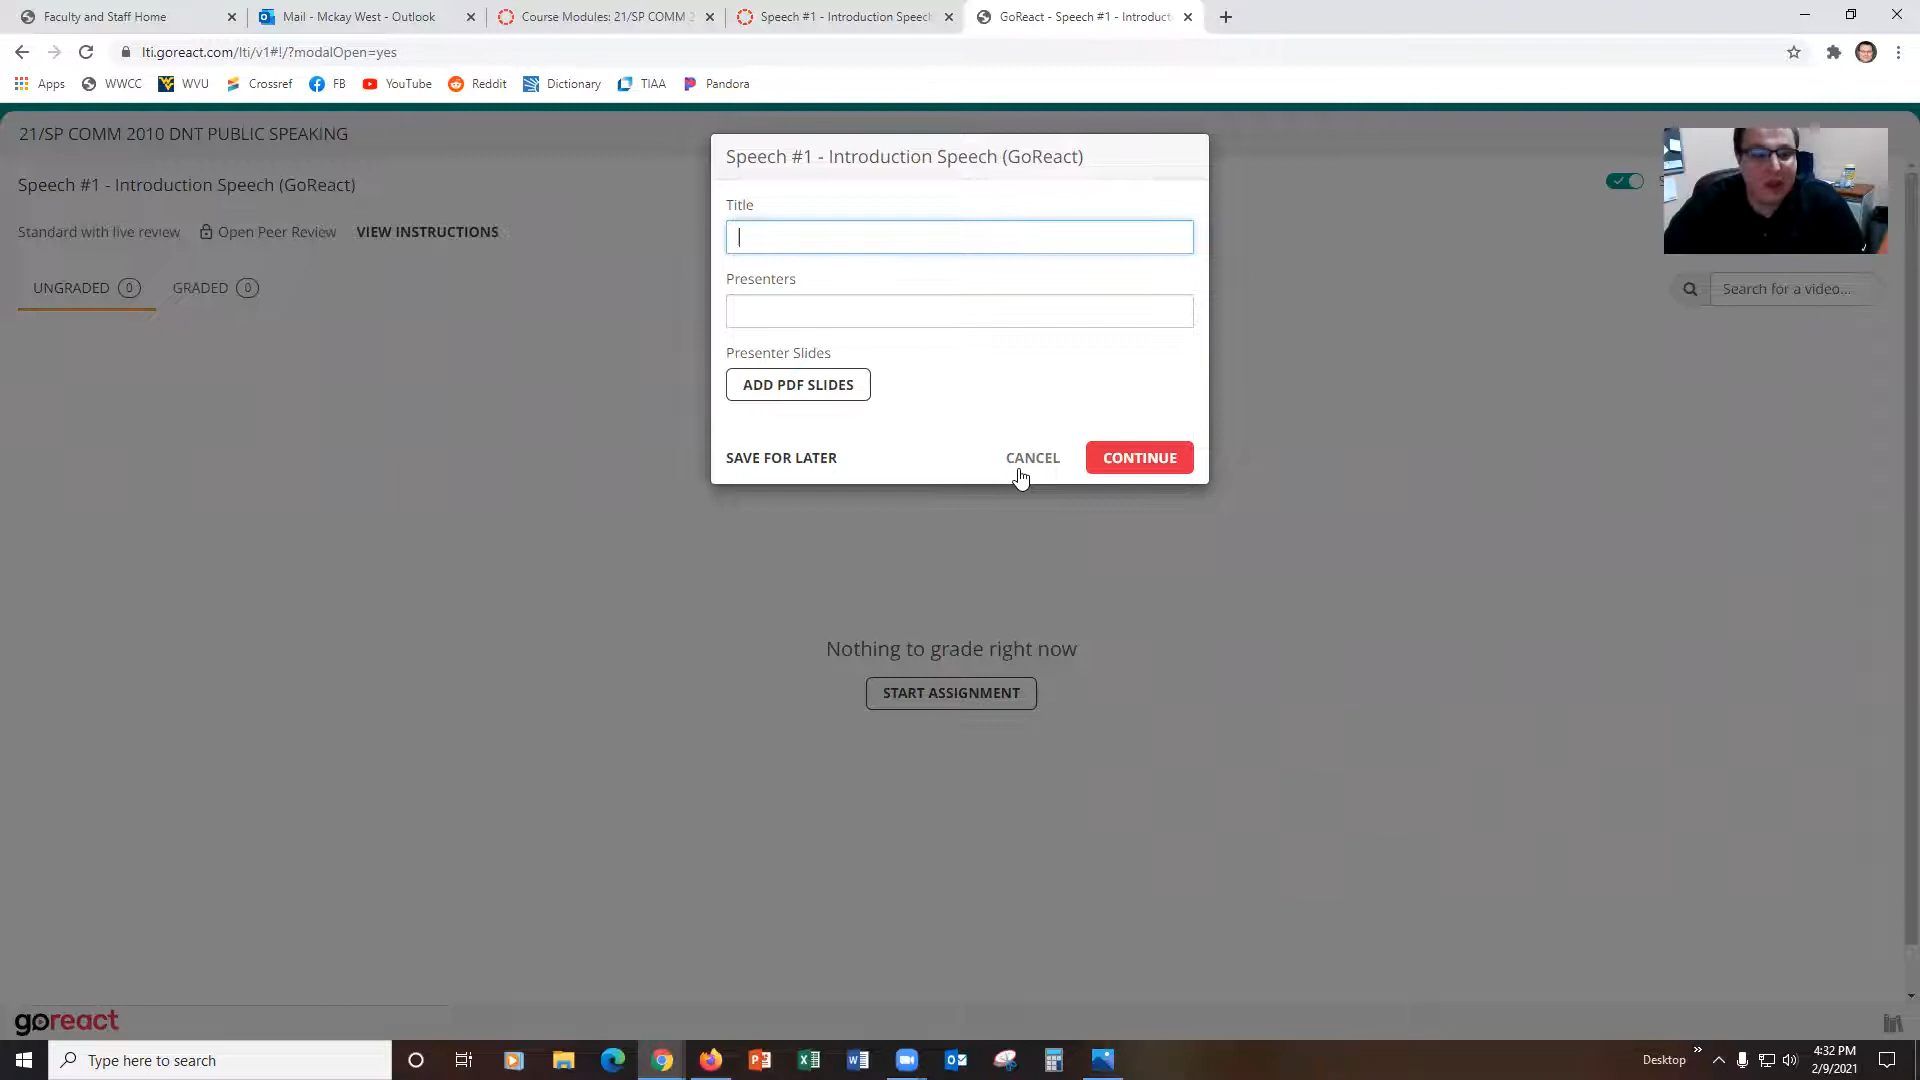 Faculty and Staff Home
Mail - Mckay West - Outlook
Course Modules: 21/SP COMM 2
Speech #1 - Introduction Speech
GoReact - Speech #1 - Introduct
lti.goreact.com/lti/v1#!/?modalOpen=yes
Apps WWCC WVU Crossref FB YouTube Reddit Dictionary TIAA Pandora
21/SP COMM 2010 DNT PUBLIC SPEAKING
Speech #1 - Introduction Speech (GoReact)
Standard with live review Open Peer Review VIEW INSTRUCTIONS
UNGRADED 0 GRADED 0
Search for a video...
Speech #1 - Introduction Speech (GoReact)
Title
Presenters
Presenter Slides
ADD PDF SLIDES
SAVE FOR LATER CANCEL CONTINUE
Nothing to grade right now
START ASSIGNMENT
goreact
Type here to search
Desktop
4:32 PM
2/9/2021